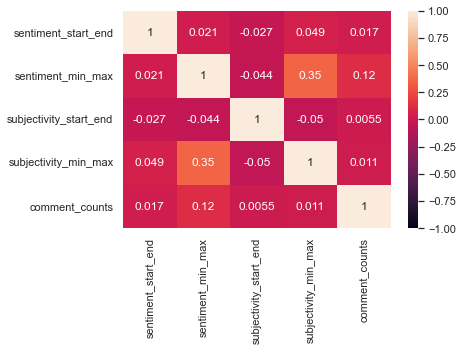 sentiment_start_end 1 0.021 -0.027 0.049 0.017
sentiment_min_max 0.021 1 -0.044 0.35 0.12
subjectivity_start_end -0.027 -0.044 1 -0.05 0.0055
subjectivity_min_max 0.049 0.35 -0.05 1 0.011
comment_counts 0.017 0.12 0.0055 0.011 1
sentiment_start_end
sentiment_min_max
subjectivity_start_end
subjectivity_min_max
comment_counts
1.00
0.75
0.50
0.25
0.00
−0.25
−0.50
−0.75
−1.00